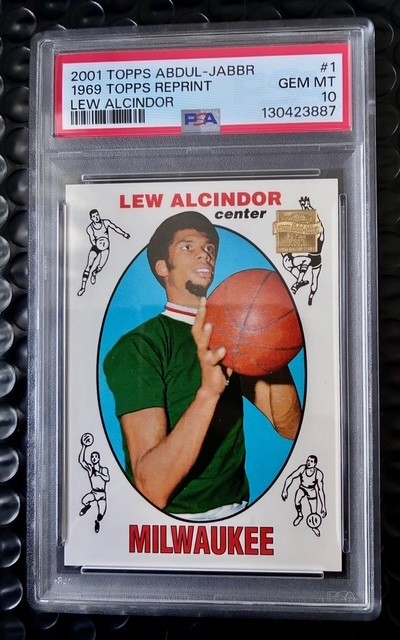 2001 TOPPS ABDUL-JABBR #1
1969 TOPPS REPRINT GEM MT
LEW ALCINDOR 10
PSA 130423887
LEW ALCINDOR
center
MILWAUKEE
PSA